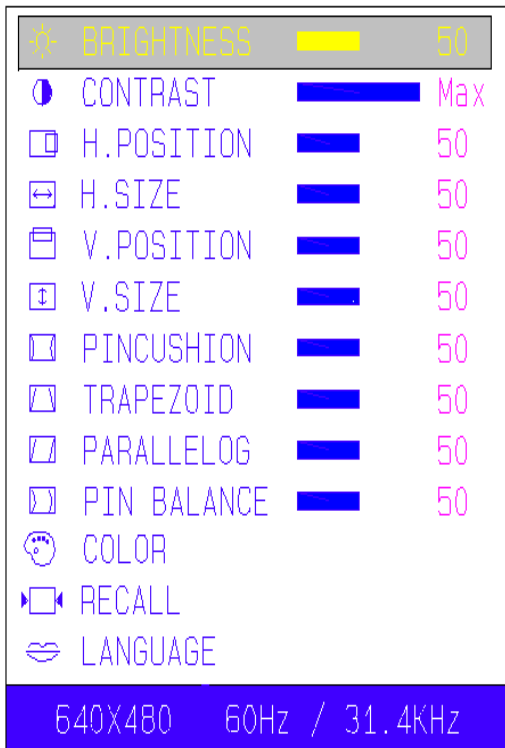 BRIGHTNESS 50
CONTRAST Max
H.POSITION 50
H.SIZE 50
V.POSITION 50
V.SIZE 50
PINCUSHION 50
TRAPEZOID 50
PARALLELOG 50
PIN BALANCE 50
COLOR
RECALL
LANGUAGE
640X480 60Hz / 31.4KHz